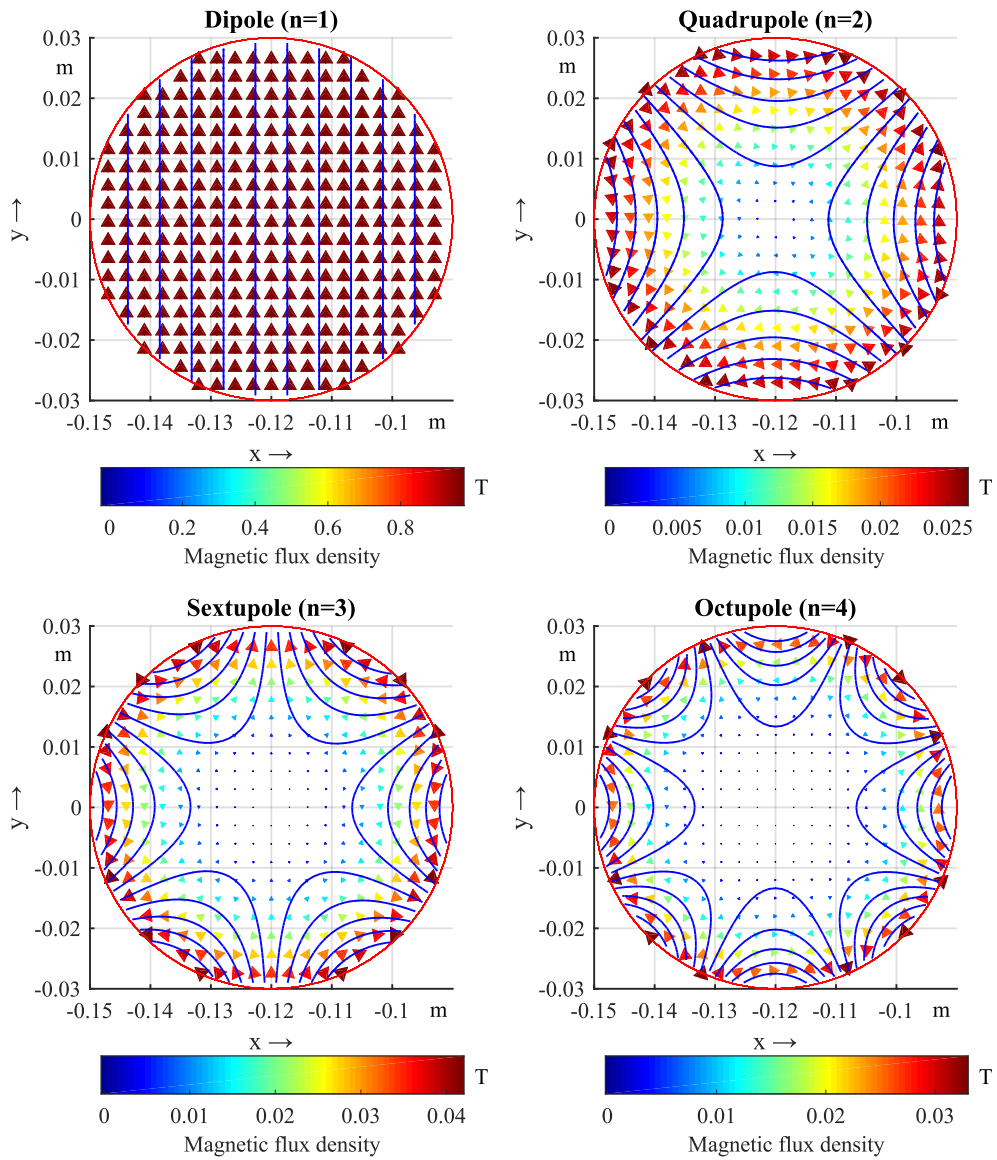 Dipole (n=1)
0.03
m
0.02
0.01
0
-0.01
-0.02
-0.03
y →
-0.15 -0.14 -0.13 -0.12 -0.11 -0.1 m
x →
T
0 0.2 0.4 0.6 0.8
Magnetic flux density
Quadrupole (n=2)
0.03
m
0.02
0.01
0
-0.01
-0.02
-0.03
y →
-0.15 -0.14 -0.13 -0.12 -0.11 -0.1 m
x →
T
0 0.005 0.01 0.015 0.02 0.025
Magnetic flux density
Sextupole (n=3)
0.03
m
0.02
0.01
0
-0.01
-0.02
-0.03
y →
-0.15 -0.14 -0.13 -0.12 -0.11 -0.1 m
x →
T
0 0.01 0.02 0.03 0.04
Magnetic flux density
Octupole (n=4)
0.03
m
0.02
0.01
0
-0.01
-0.02
-0.03
y →
-0.15 -0.14 -0.13 -0.12 -0.11 -0.1 m
x →
T
0 0.01 0.02 0.03
Magnetic flux density